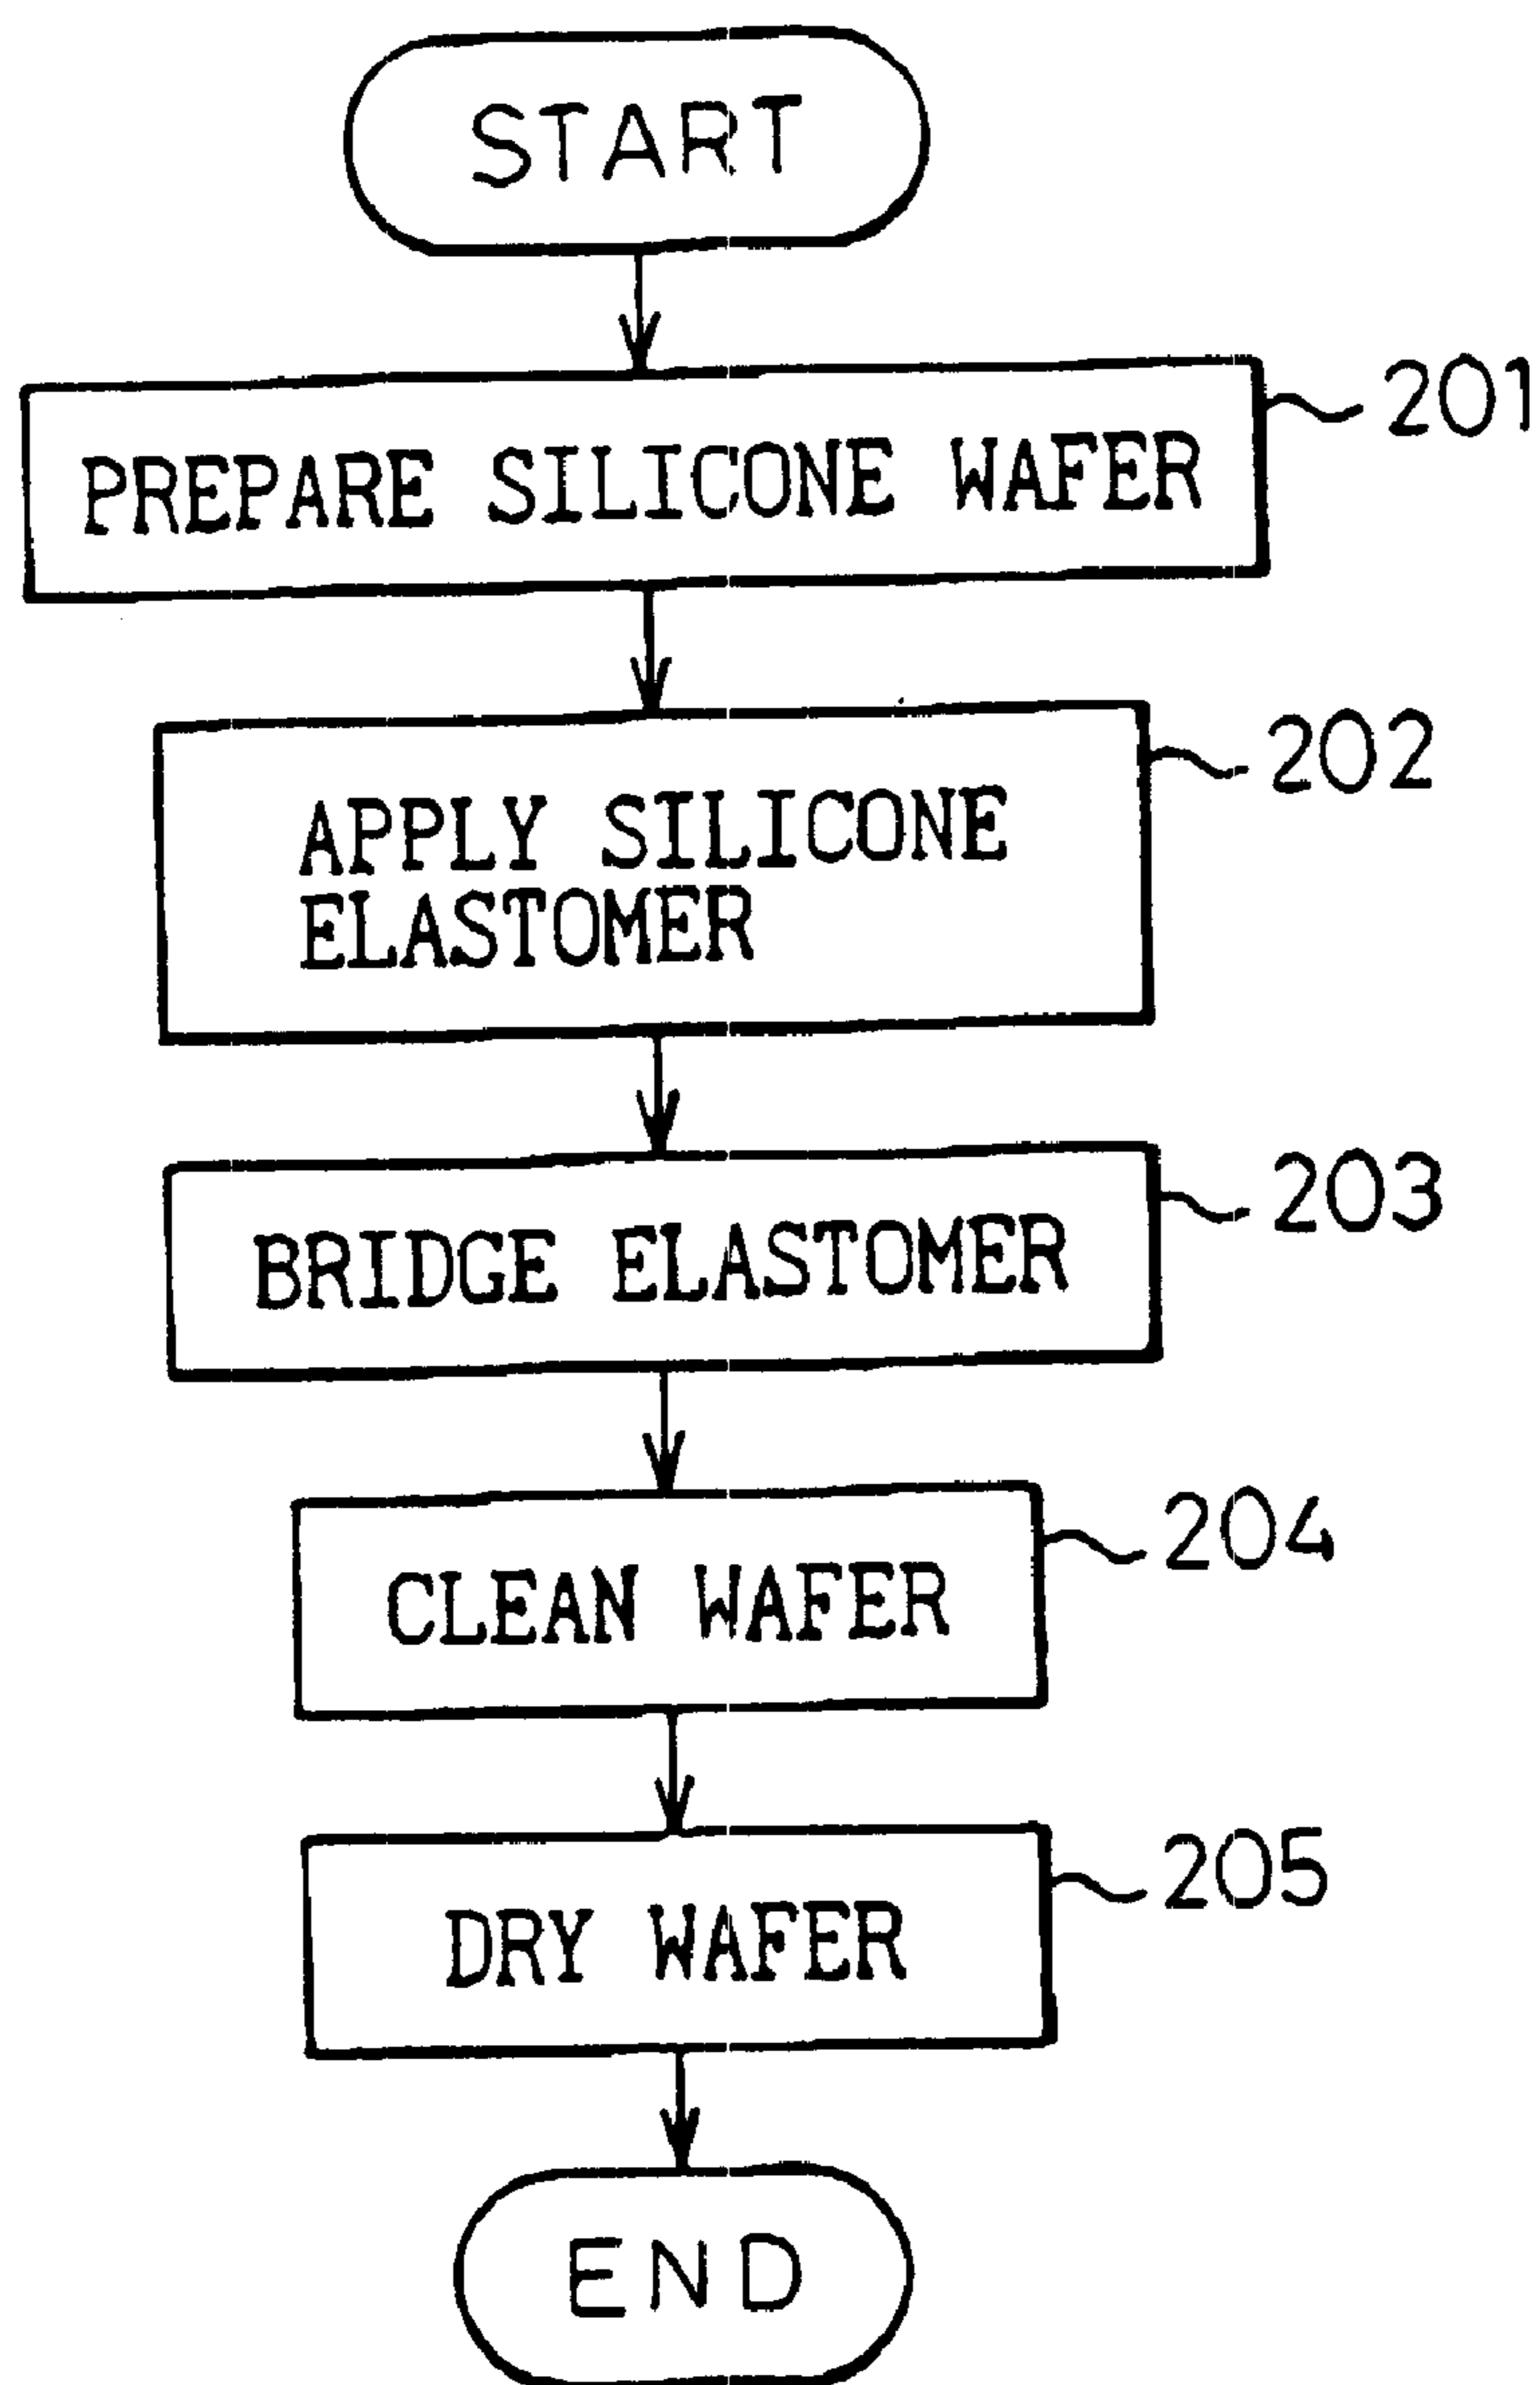 START
PREPARE SILICONE WAFER
201
APPLY SILICONE
ELASTOMER
202
BRIDGE ELASTOMER
203
CLEAN WAFER
204
DRY WAFER
205
END